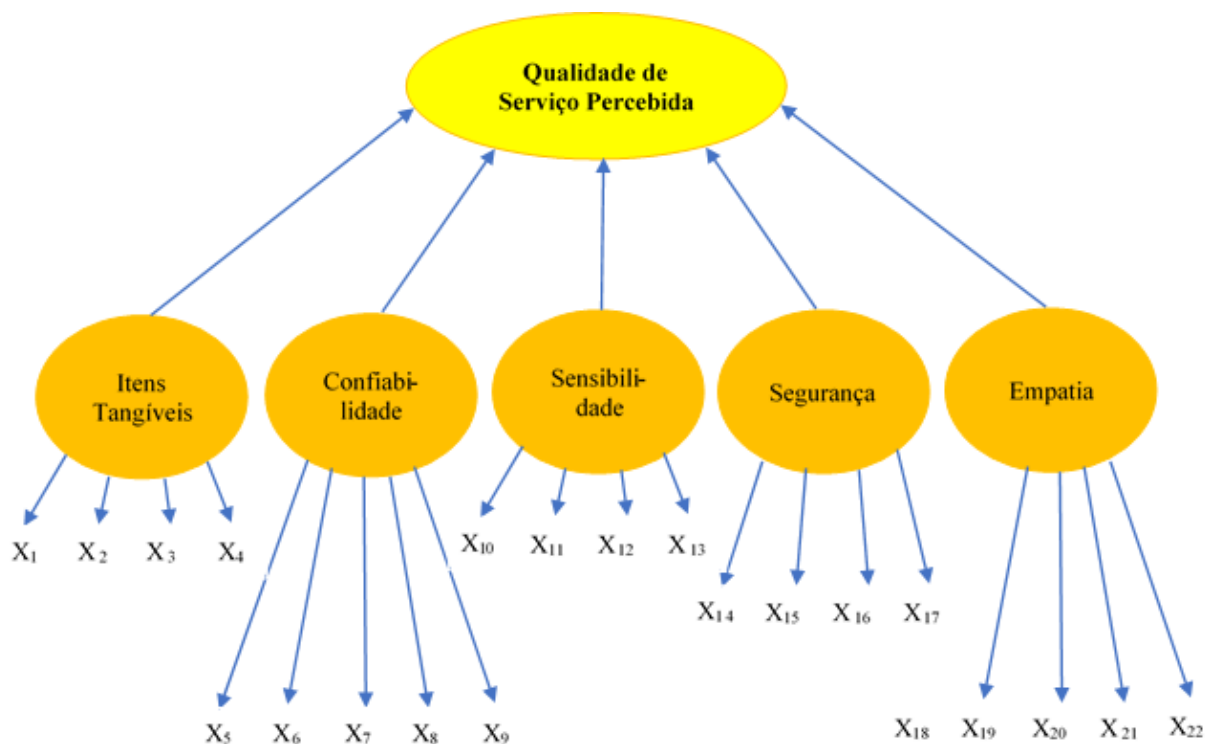 Qualidade de
Serviço Percebida
Itens
Tangíveis
Confiabi-
lidade
Sensibili-
dade
Segurança
Empatia
X1 X2 X3 X4
X10 X11 X12 X13
X14 X15 X16 X17
X5 X6 X7 X8 X9
X18 X19 X20 X21 X22